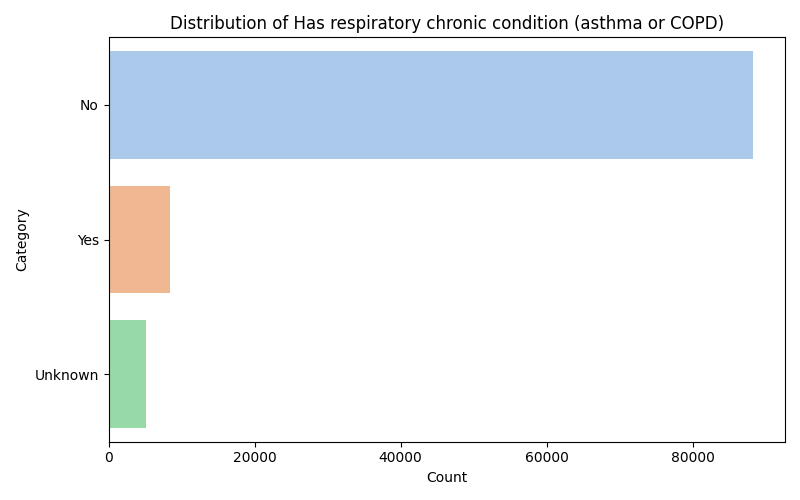 Distribution of Has respiratory chronic condition (asthma or COPD)
Category
No
Yes
Unknown
0 20000 40000 60000 80000
Count